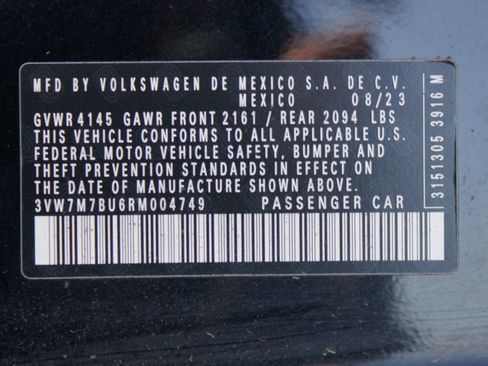 MFD BY VOLKSWAGEN DE MEXICO S.A. DE C.V.
MEXICO 08/23
GVWR 4145 GAWR FRONT 2161 / REAR 2094 LBS
THIS VEHICLE CONFORMS TO ALL APPLICABLE U.S.
FEDERAL MOTOR VEHICLE SAFETY, BUMPER AND
THEFT PREVENTION STANDARDS IN EFFECT ON
THE DATE OF MANUFACTURE SHOWN ABOVE.
3VW7M7BU6RM004749 PASSENGER CAR
3151305 3916 M